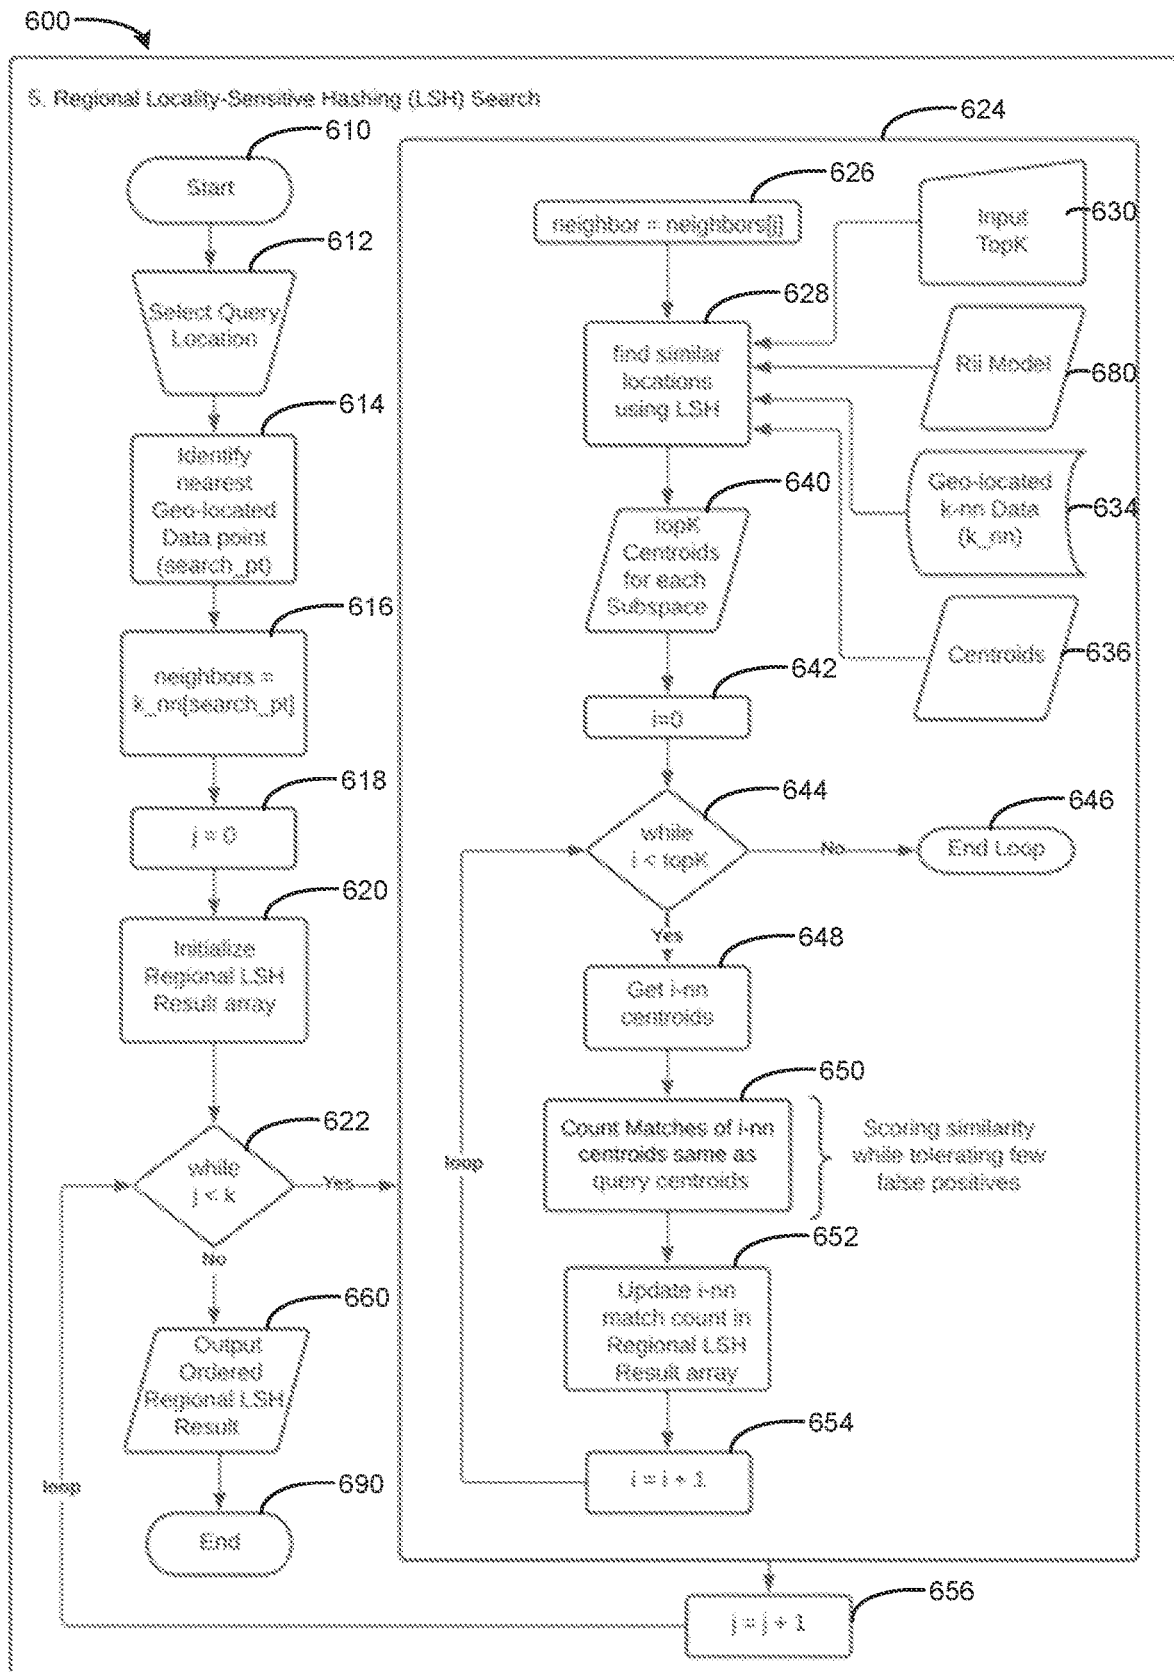 600
5. Regional Locality-Sensitive Hashing (LSH) Search
610
Start
612
Select Query
Location
614
Identify
nearest
Geo-located
Data point
(search_pt)
616
neighbors =
k_nn[search_pt]
618
j = 0
620
Initialize
Regional LSH
Result array
622
while
j < k
Yes
No
660
Output
Ordered
Regional LSH
Result
loop
690
End
624
626
neighbor = neighbors[j]
630
Input
TopK
628
find similar
locations
using LSH
Rii Model
680
640
topK
Centroids
for each
Subspace
Geo-located
k-nn Data
(k_nn)
634
Centroids
636
642
i=0
644
while
i < topK
No
646
End Loop
Yes
648
Get i-nn
centroids
650
Count Matches of i-nn
centroids same as
query centroids
Scoring similarity
while tolerating few
false positives
loop
652
Update i-nn
match count in
Regional LSH
Result array
654
i = i + 1
656
j = j + 1